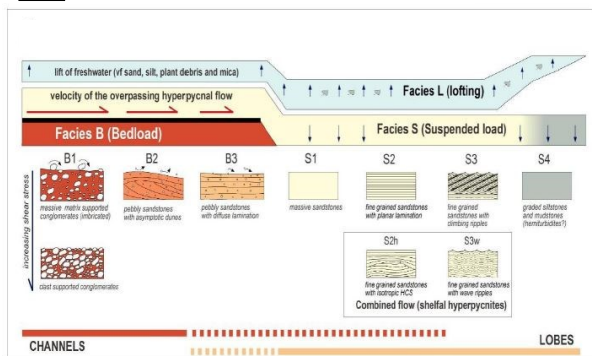 lift of freshwater (vf sand, silt, plant debris and mica)
Facies L (lofting)
velocity of the overpassing hyperpycnal flow
Facies B (Bedload)
Facies S (Suspended load)
B1
B2
B3
S1
S2
S3
S4
increasing shear stress
massive matrix supported
conglomerates (imbricated)
pebbly sandstones
with asymptotic dunes
pebbly sandstones
with diffuse lamination
massive sandstones
fine grained sandstones
with planar lamination
fine grained
sandstones with
climbing ripples
graded siltstones
and mudstones
(hemiturbidites?)
clast supported conglomerates
S2h
S3w
fine grained sandstones
with isotropic HCS
fine grained sandstones
with wave ripples
Combined flow (shelfal hyperpycnites)
CHANNELS
LOBES